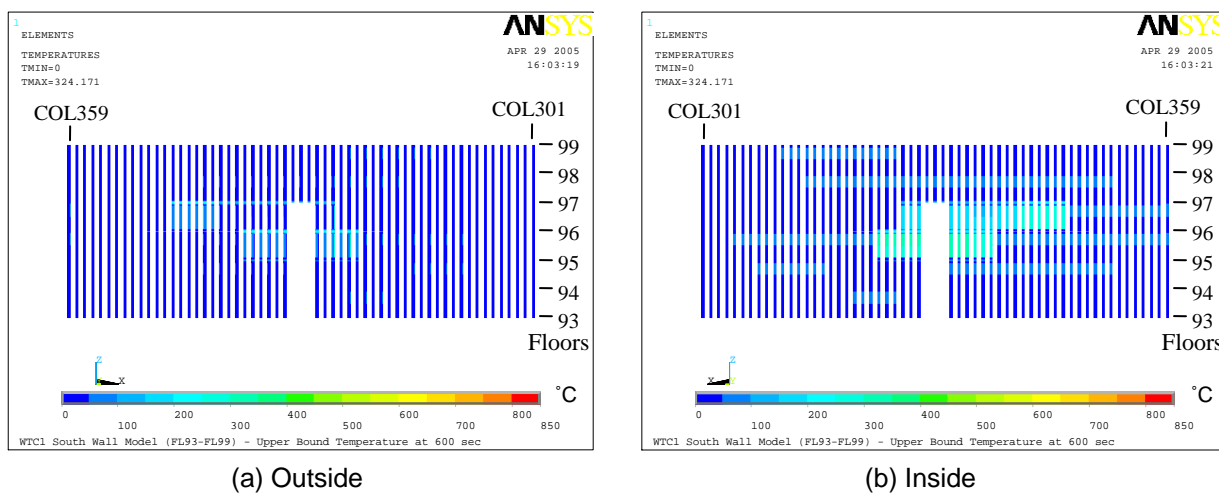 1
ANSYS
ELEMENTS
APR 29 2005
TEMPERATURES
16:03:19
TMIN=0
TMAX=324.171
COL359
COL301
99
98
97
96
95
94
93
Floors
Z
X
°C
0 200 400 600 800
100 300 500 700 850
WTC1 South Wall Model (FL93-FL99) - Upper Bound Temperature at 600 sec
(a) Outside
1
ANSYS
ELEMENTS
APR 29 2005
TEMPERATURES
16:03:21
TMIN=0
TMAX=324.171
COL301
COL359
99
98
97
96
95
94
93
Floors
Z
X
°C
0 200 400 600 800
100 300 500 700 850
WTC1 South Wall Model (FL93-FL99) - Upper Bound Temperature at 600 sec
(b) Inside